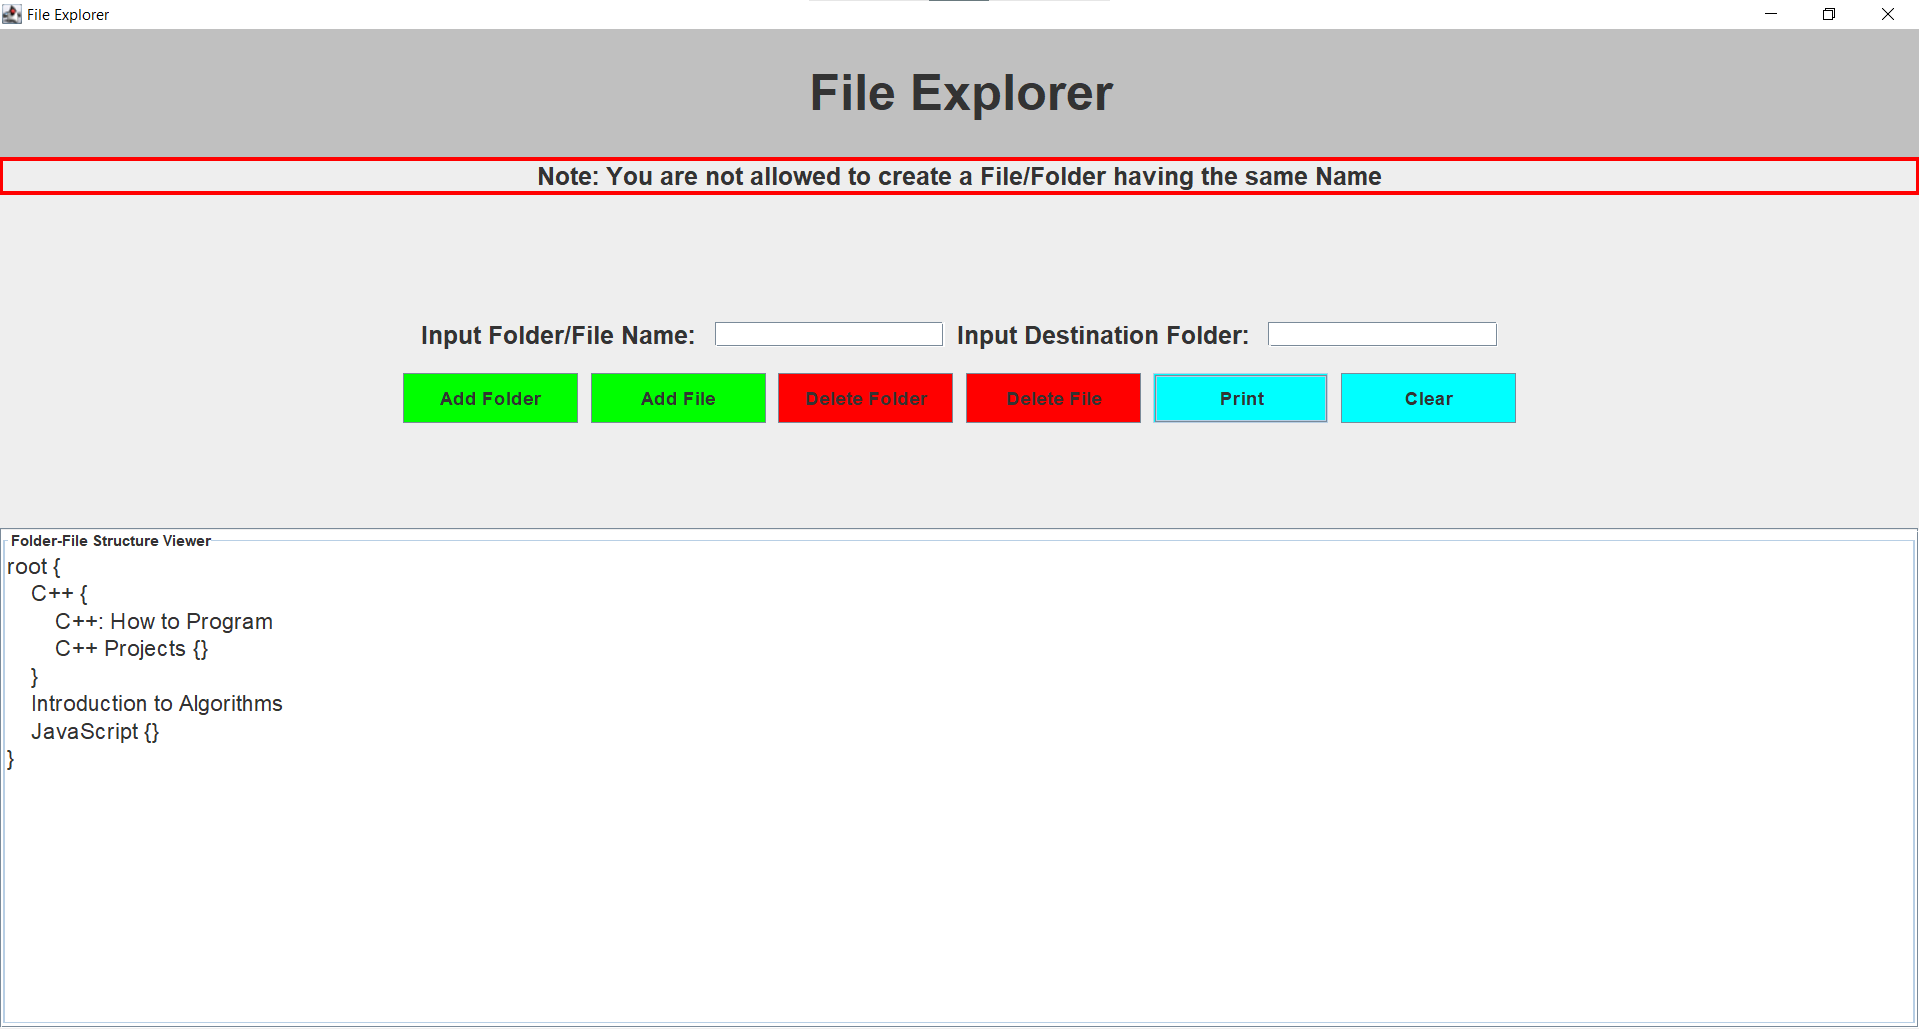 File Explorer
File Explorer
Note: You are not allowed to create a File/Folder having the same Name
Input Folder/File Name: Input Destination Folder:
Add Folder Add File Delete Folder Delete File Print Clear
Folder-File Structure Viewer
root {
C++ {
C++: How to Program
C++ Projects {}
}
Introduction to Algorithms
JavaScript {}
}